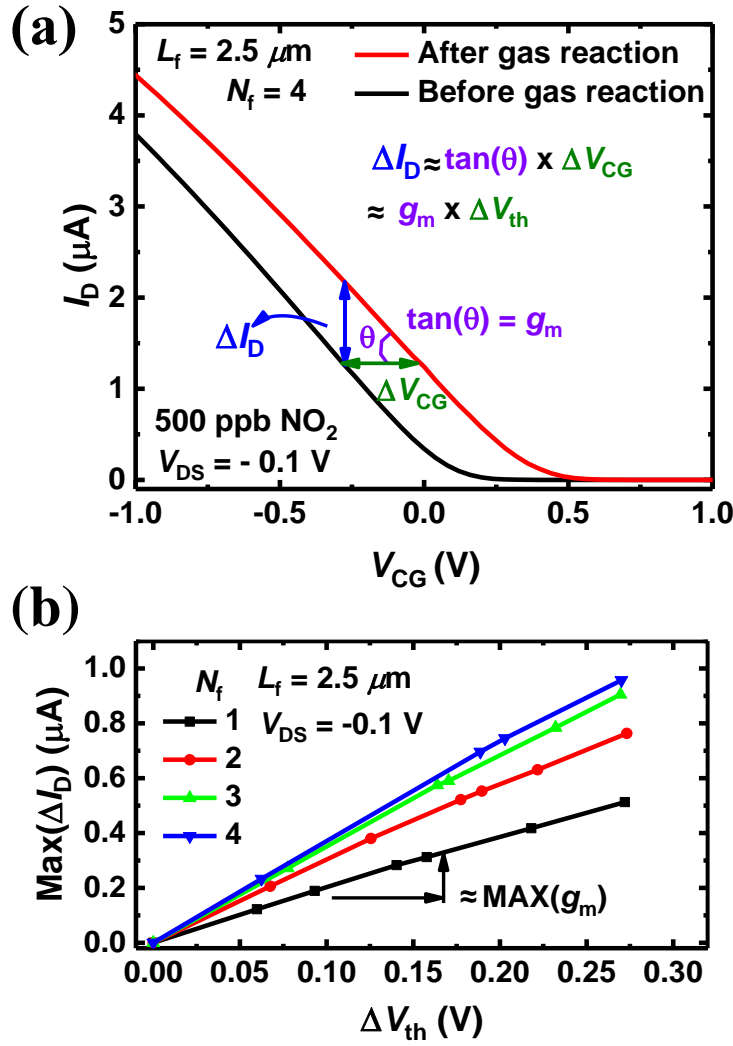 (a)
L_f = 2.5 μm
N_f = 4
After gas reaction
Before gas reaction
ΔI_D ≈ tan(θ) x ΔV_CG
≈ g_m x ΔV_th
tan(θ) = g_m
θ
ΔI_D
ΔV_CG
500 ppb NO₂
V_DS = - 0.1 V
I_D (μA)
5
4
3
2
1
0
-1.0 -0.5 0.0 0.5 1.0
V_CG (V)
(b)
N_f L_f = 2.5 μm
1 V_DS = -0.1 V
2
3
4
≈ MAX(g_m)
Max(ΔI_D) (μA)
1.0
0.8
0.6
0.4
0.2
0.0
0.00 0.05 0.10 0.15 0.20 0.25 0.30
ΔV_th (V)